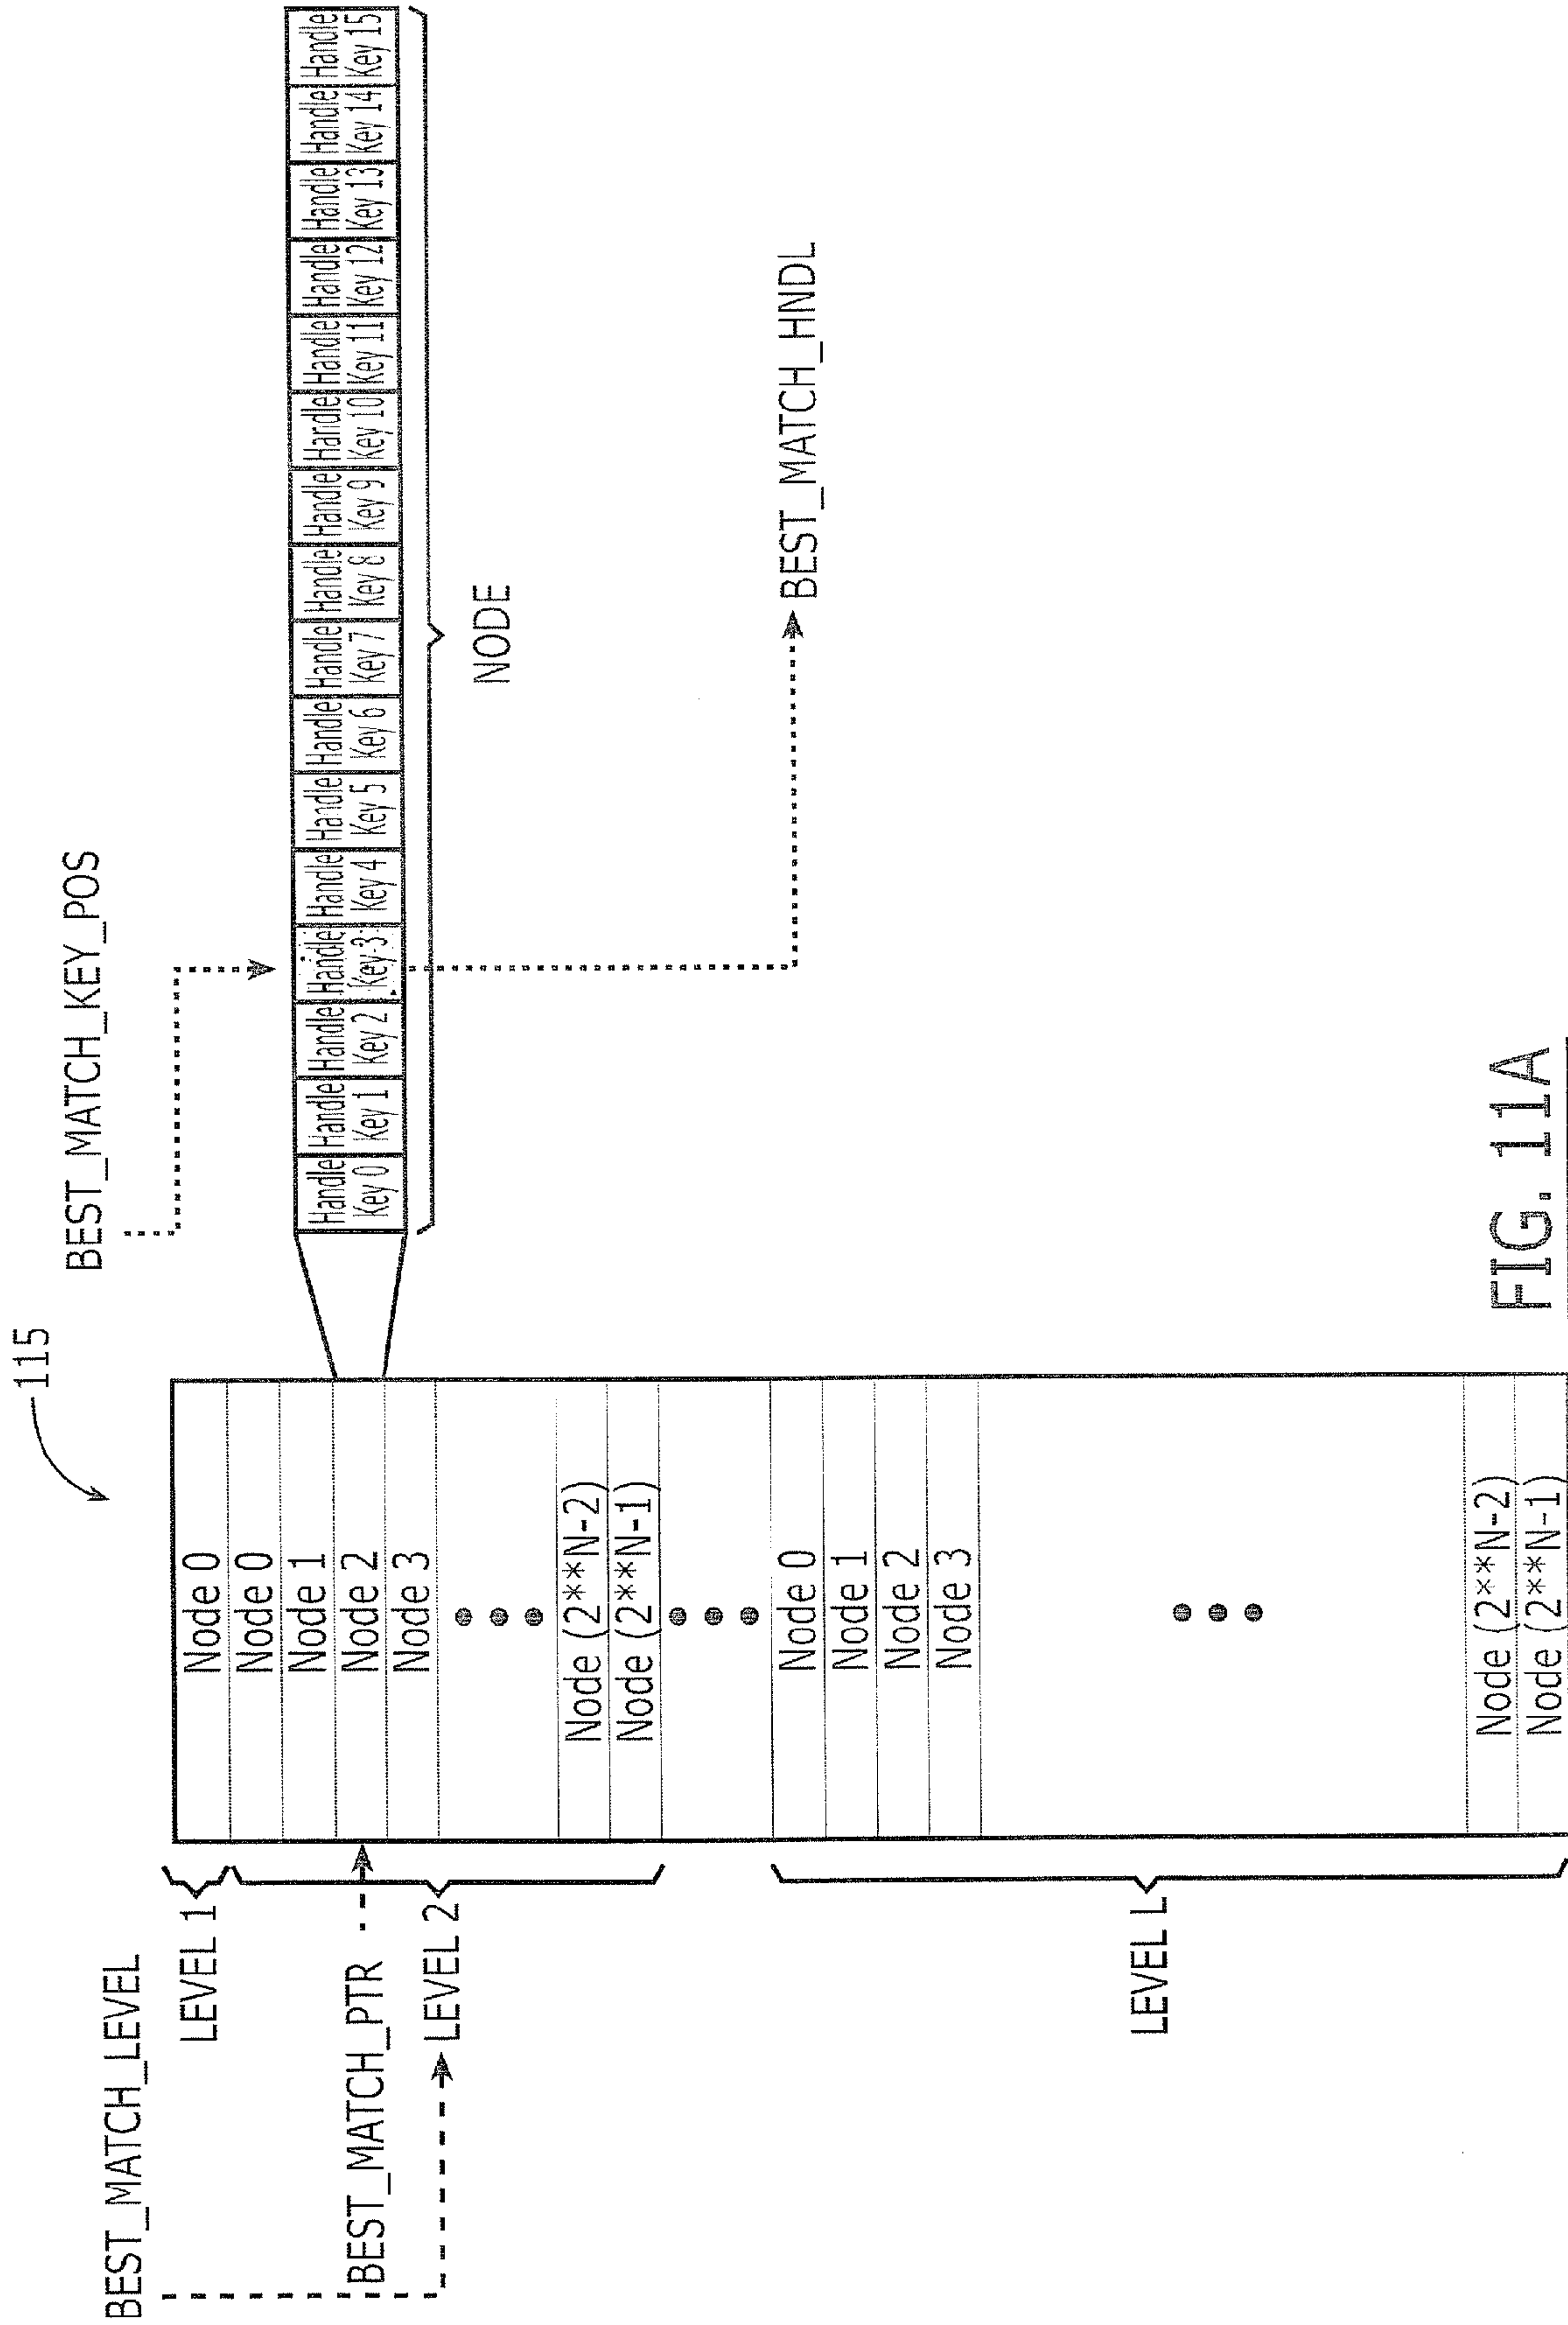 115
BEST_MATCH_LEVEL
BEST_MATCH_KEY_POS
LEVEL 1
Node 0
Node 0
Node 1
BEST_MATCH_PTR
Node 2
LEVEL 2
Node 3
Node (2**N-2)
Node (2**N-1)
Handle Handle Handle Handle Handle Handle Handle Handle Handle Handle Handle Handle Handle Handle Handle Handle
Key 0 Key 1 Key 2 Key 3 Key 4 Key 5 Key 6 Key 7 Key 8 Key 9 Key 10 Key 11 Key 12 Key 13 Key 14 Key 15
NODE
BEST_MATCH_HNDL
Node 0
Node 1
Node 2
Node 3
LEVEL L
Node (2**N-2)
Node (2**N-1)
FIG. 11A